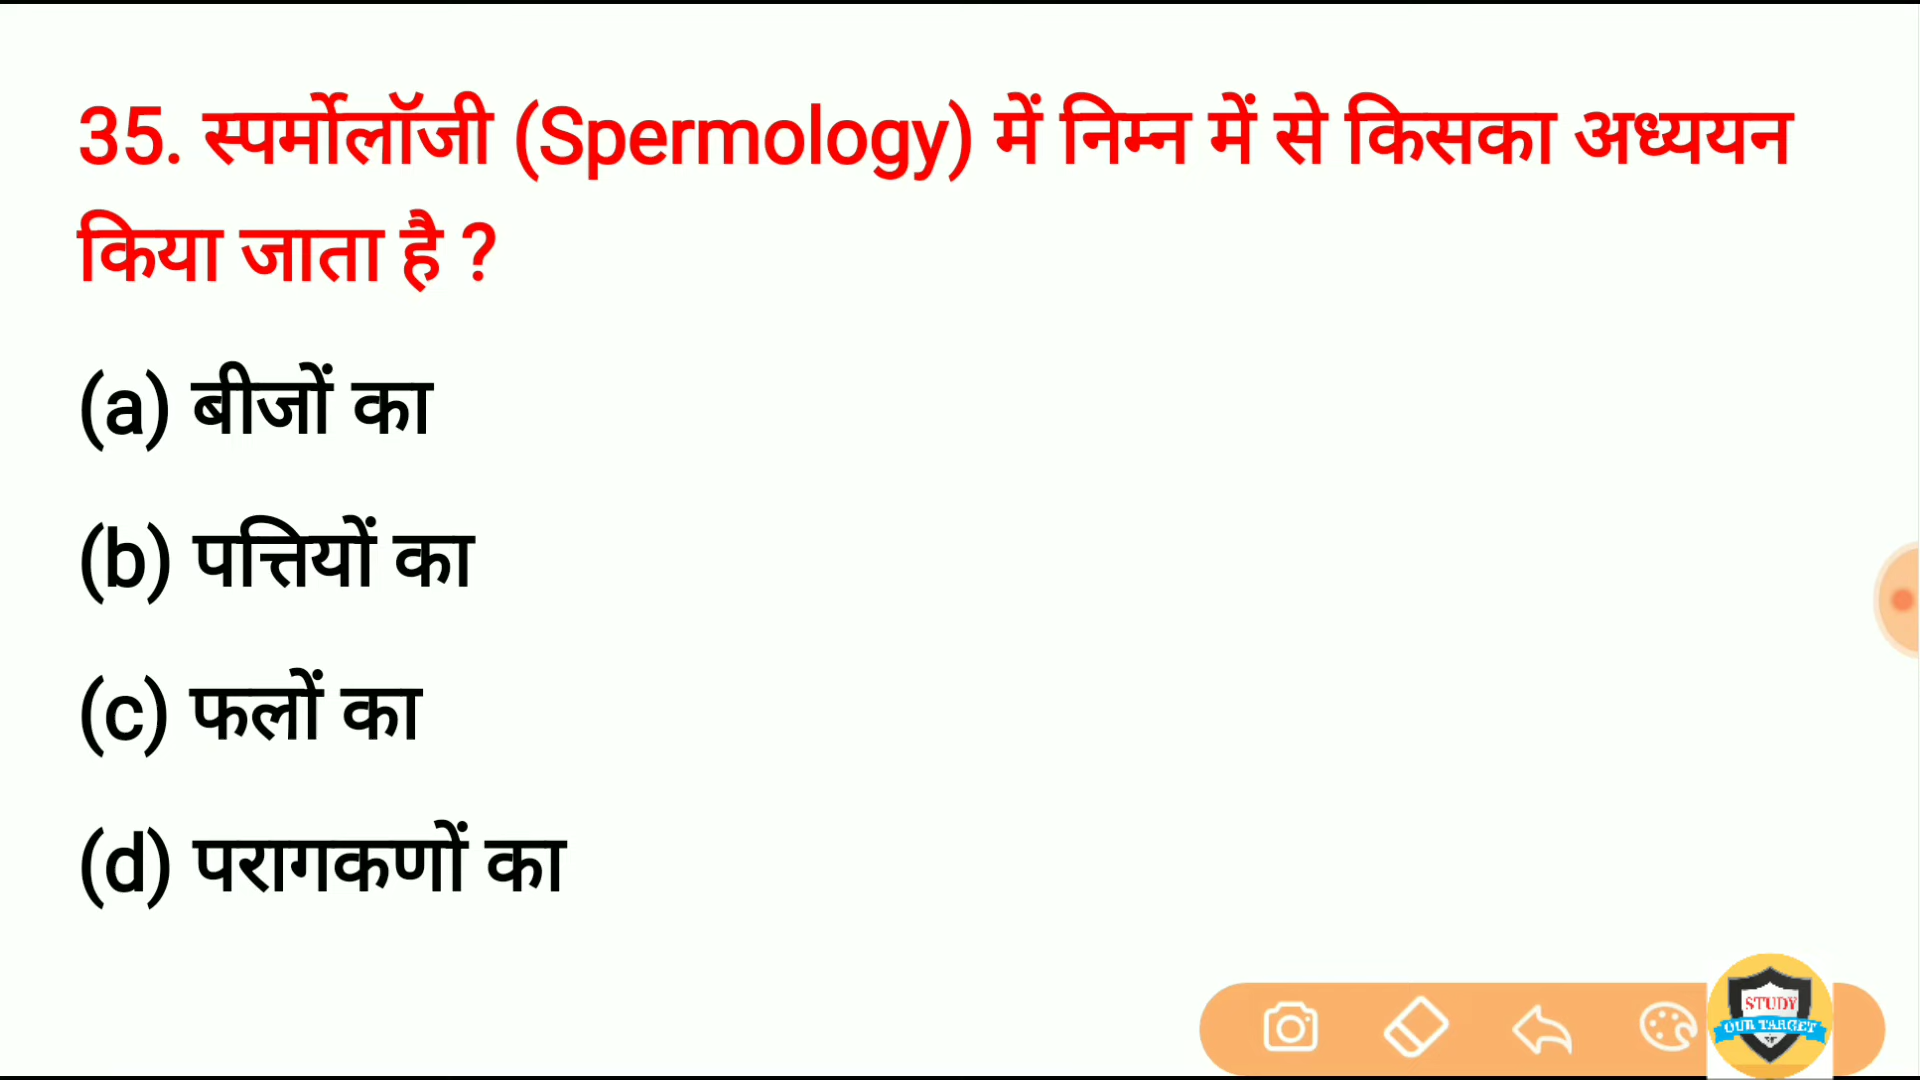 35. स्पर्मोलॉजी (Spermology) में निम्न में से किसका अध्ययन
किया जाता है ?
(a) बीजों का
(b) पत्तियों का
(c) फलों का
(d) परागकणों का
STUDY
OUR TARGET